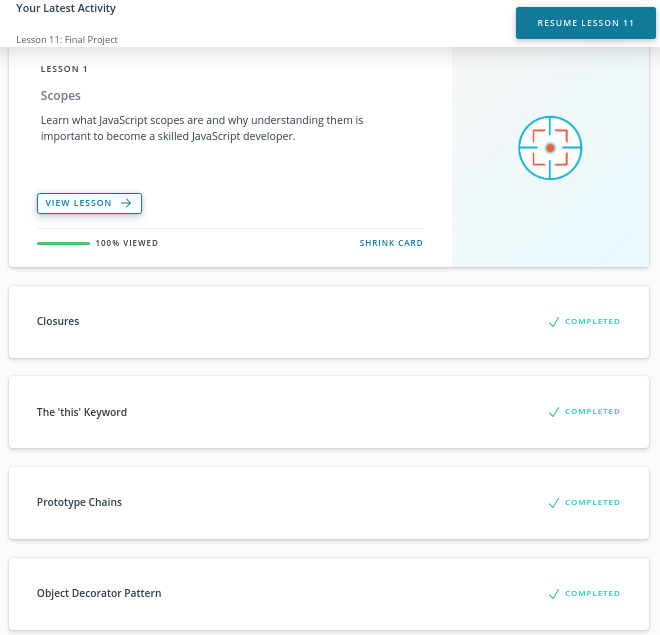 Your Latest Activity
RESUME LESSON 11
Lesson 11: Final Project
LESSON 1
Scopes
Learn what JavaScript scopes are and why understanding them is
important to become a skilled JavaScript developer.
VIEW LESSON
100% VIEWED
SHRINK CARD
Closures
COMPLETED
The 'this' Keyword
COMPLETED
Prototype Chains
COMPLETED
Object Decorator Pattern
COMPLETED